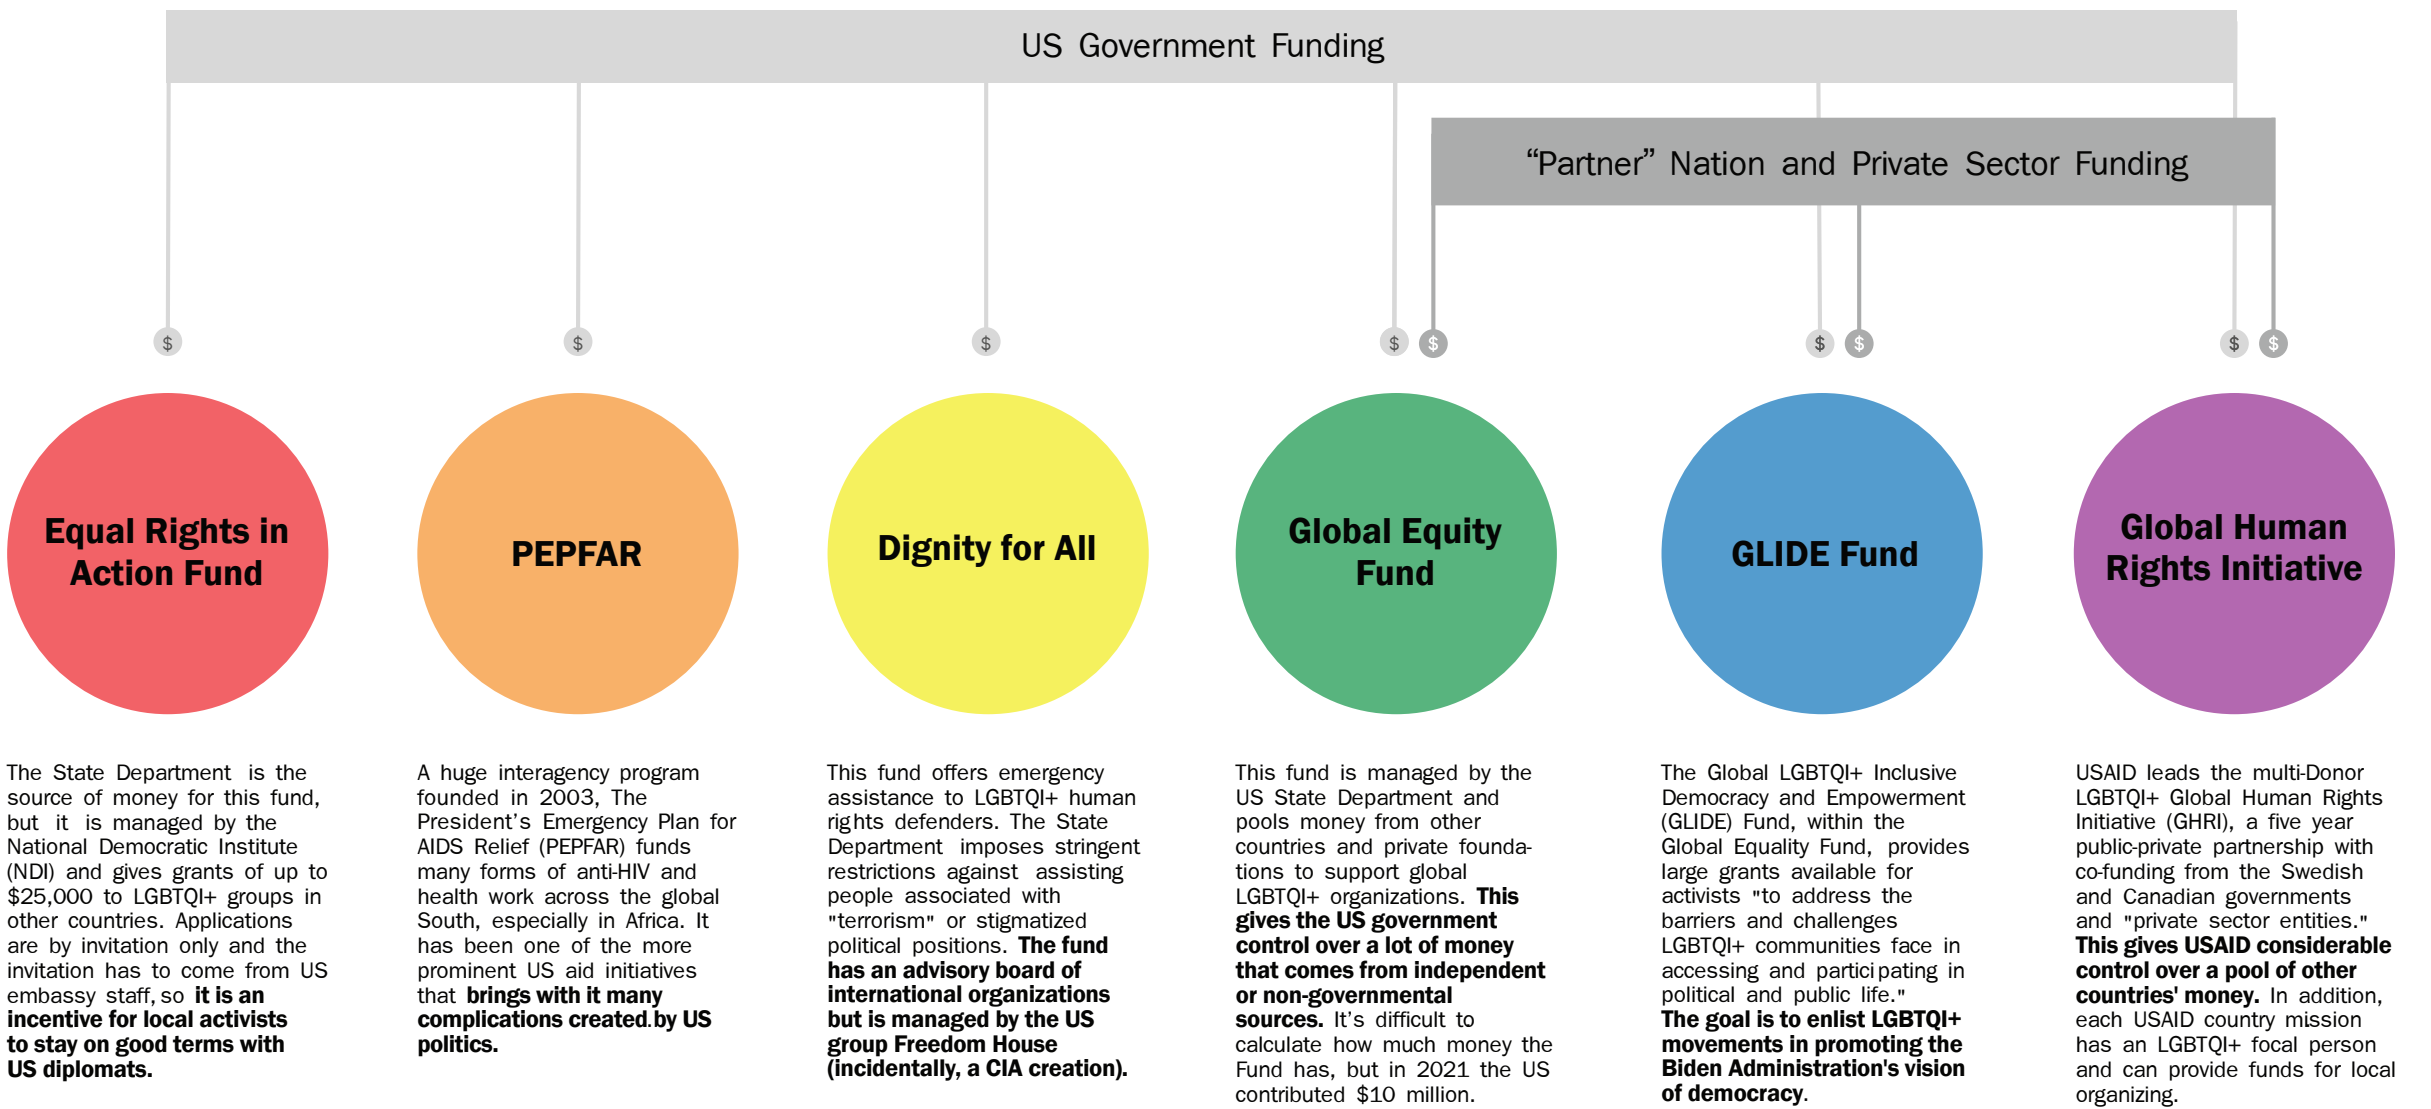 US Government Funding
“Partner” Nation and Private Sector Funding
$
$
$
$
$
$
$
$
$
Equal Rights in
Action Fund
PEPFAR
Dignity for All
Global Equity
Fund
GLIDE Fund
Global Human
Rights Initiative
The State Department is the
source of money for this fund,
but it is managed by the
National Democratic Institute
(NDI) and gives grants of up to
$25,000 to LGBTQI+ groups in
other countries. Applications
are by invitation only and the
invitation has to come from US
embassy staff, so it is an
incentive for local activists
to stay on good terms with
US diplomats.
A huge interagency program
founded in 2003, The
President’s Emergency Plan for
AIDS Relief (PEPFAR) funds
many forms of anti-HIV and
health work across the global
South, especially in Africa. It
has been one of the more
prominent US aid initiatives
that brings with it many
complications created.by US
politics.
This fund offers emergency
assistance to LGBTQI+ human
rights defenders. The State
Department imposes stringent
restrictions against assisting
people associated with
"terrorism" or stigmatized
political positions. The fund
has an advisory board of
international organizations
but is managed by the US
group Freedom House
(incidentally, a CIA creation).
This fund is managed by the
US State Department and
pools money from other
countries and private founda-
tions to support global
LGBTQI+ organizations. This
gives the US government
control over a lot of money
that comes from independent
or non-governmental
sources. It’s difficult to
calculate how much money the
Fund has, but in 2021 the US
contributed $10 million.
The Global LGBTQI+ Inclusive
Democracy and Empowerment
(GLIDE) Fund, within the
Global Equality Fund, provides
large grants available for
activists "to address the
barriers and challenges
LGBTQI+ communities face in
accessing and participating in
political and public life."
The goal is to enlist LGBTQI+
movements in promoting the
Biden Administration's vision
of democracy.
USAID leads the multi-Donor
LGBTQI+ Global Human Rights
Initiative (GHRI), a five year
public-private partnership with
co-funding from the Swedish
and Canadian governments
and "private sector entities."
This gives USAID considerable
control over a pool of other
countries' money. In addition,
each USAID country mission
has an LGBTQI+ focal person
and can provide funds for local
organizing.